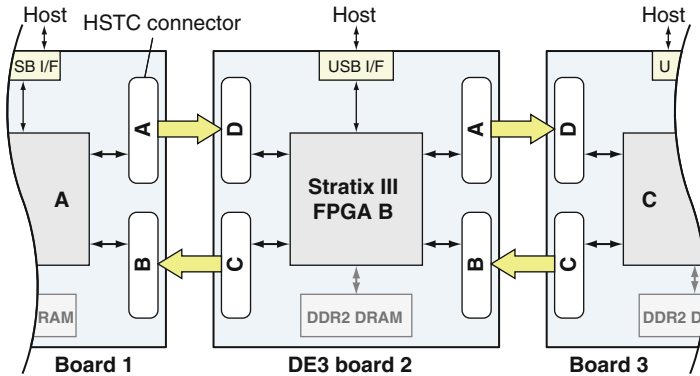 Host
Host
Host
HSTC connector
SB I/F
USB I/F
U
A
D
A
D
A
Stratix III
FPGA B
C
B
C
B
C
RAM
DDR2 DRAM
DDR2 D
Board 1
DE3 board 2
Board 3